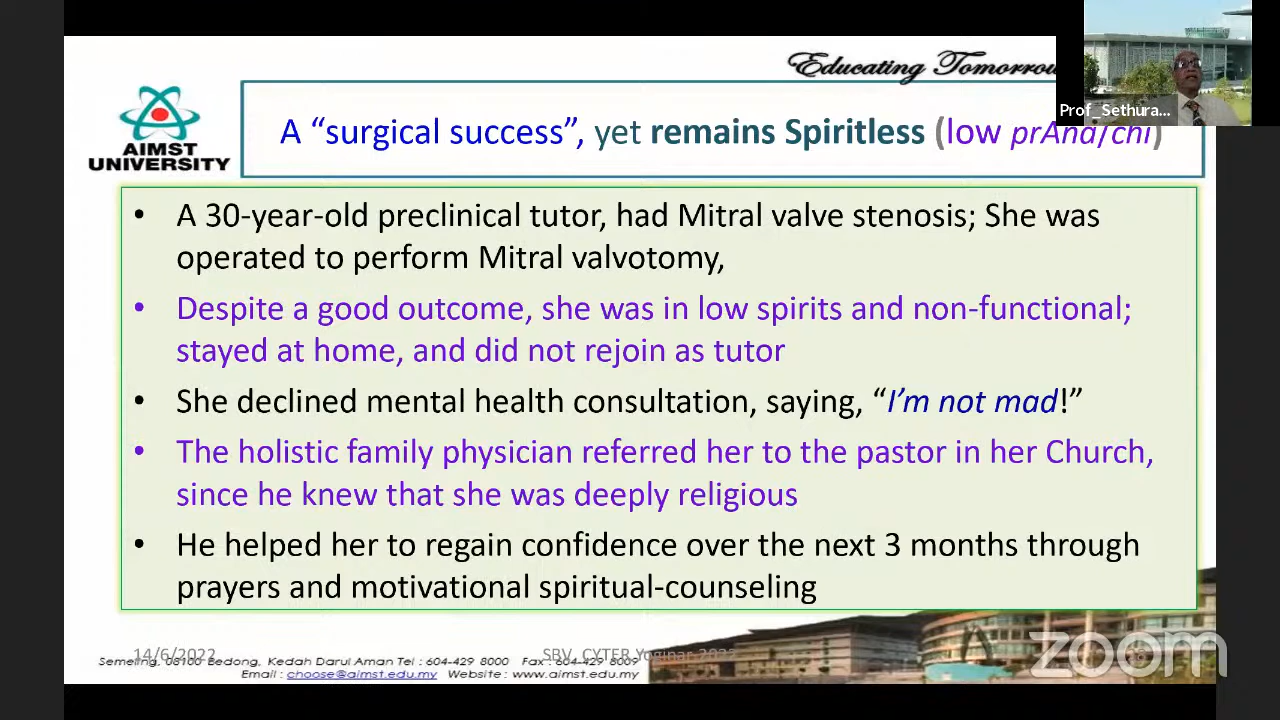 Educating Tomorrow
Prof_Sethura...
AIMST
UNIVERSITY
A “surgical success”, yet remains Spiritless (low prAna/chi)
• A 30-year-old preclinical tutor, had Mitral valve stenosis; She was
operated to perform Mitral valvotomy,
• Despite a good outcome, she was in low spirits and non-functional;
stayed at home, and did not rejoin as tutor
• She declined mental health consultation, saying, “I’m not mad!”
• The holistic family physician referred her to the pastor in her Church,
since he knew that she was deeply religious
• He helped her to regain confidence over the next 3 months through
prayers and motivational spiritual-counseling
14/6/2022
SBV, CYTER Yoginar
Semeling, 08100 Bedong, Kedah Darul Aman Tel : 604-429 8000 Fax : 604-429 8009
Email : choose@aimst.edu.my Website : www.aimst.edu.my
zoom